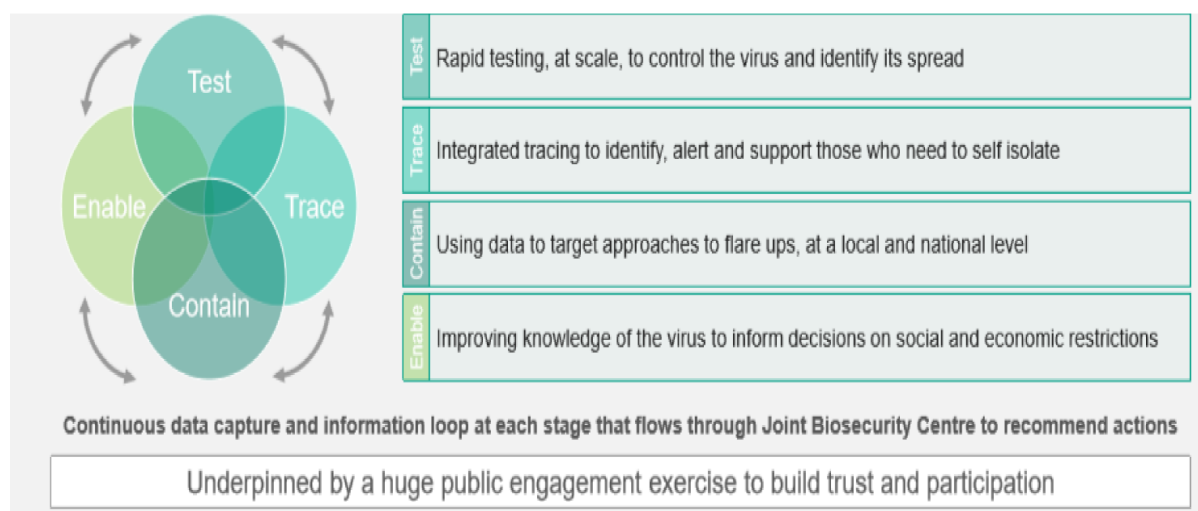 Test
Enable
Trace
Contain
Test
Rapid testing, at scale, to control the virus and identify its spread
Trace
Integrated tracing to identify, alert and support those who need to self isolate
Contain
Using data to target approaches to flare ups, at a local and national level
Enable
Improving knowledge of the virus to inform decisions on social and economic restrictions
Continuous data capture and information loop at each stage that flows through Joint Biosecurity Centre to recommend actions
Underpinned by a huge public engagement exercise to build trust and participation